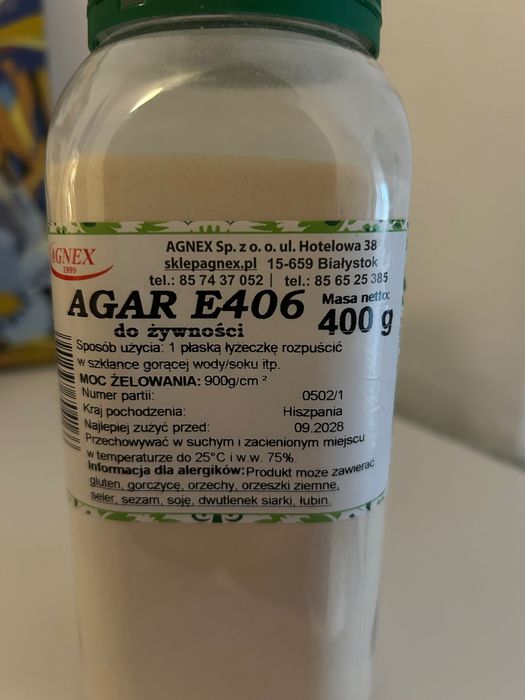 AGNEX
1999
AGNEX Sp. z o. o. ul. Hotelowa 38
sklepagnex.pl 15-659 Białystok
tel.: 85 74 37 052 | tel.: 85 65 25 385
AGAR E406
do żywności
Masa netto:
400 g
Sposób użycia: 1 płaską łyżeczkę rozpuścić
w szklance gorącej wody/soku itp.
MOC ŻELOWANIA: 900g/cm ²
Numer partii: 0502/1
Kraj pochodzenia: Hiszpania
Najlepiej zużyć przed: 09.2028
Przechowywać w suchym i zacienionym miejscu
w temperaturze do 25°C i w.w. 75%.
Informacja dla alergików: Produkt może zawierać
gluten, gorczycę, orzechy, orzeszki ziemne,
seler, sezam, soję, dwutlenek siarki, łubin.